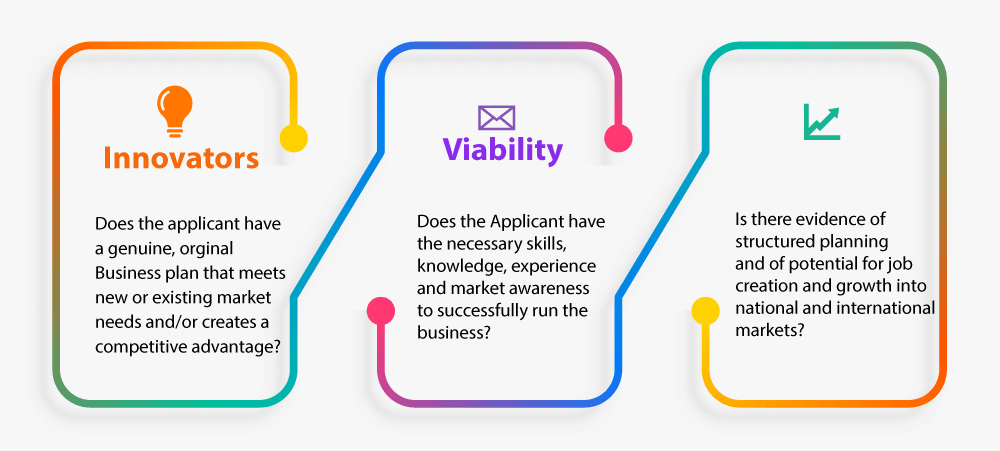 Innovators
Does the applicant have
a genuine, orginal
Business plan that meets
new or existing market
needs and/or creates a
competitive advantage?
Viability
Does the Applicant have
the necessary skills,
knowledge, experience
and market awareness
to successfully run the
business?
Is there evidence of
structured planning
and of potential for job
creation and growth into
national and international
markets?